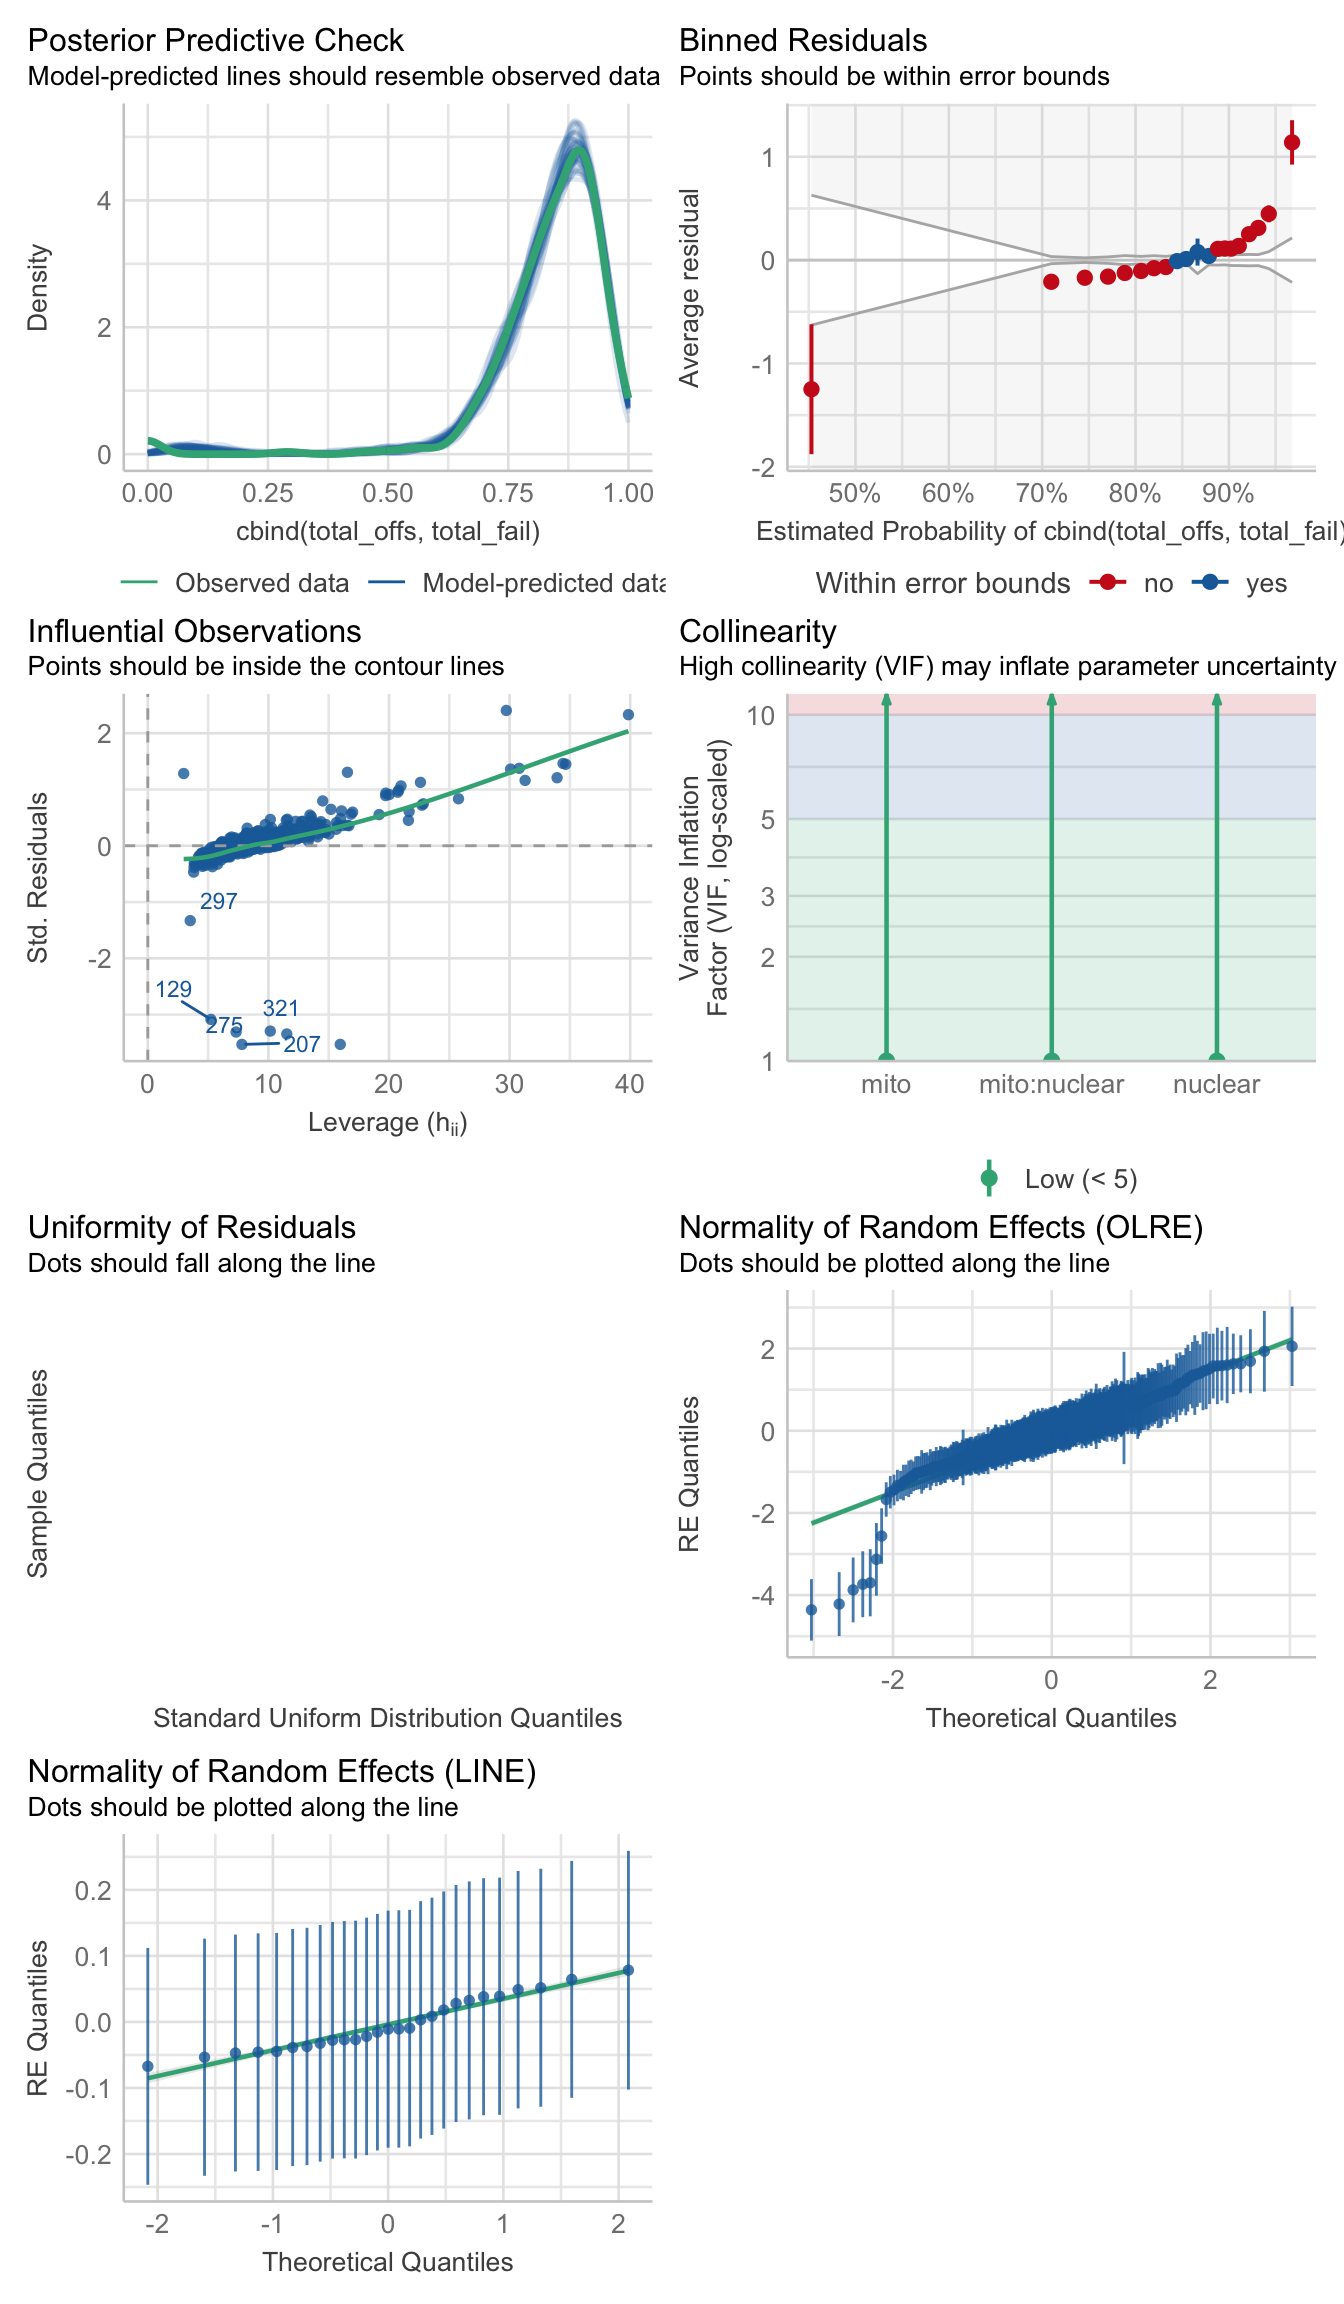 Posterior Predictive Check
Model-predicted lines should resemble observed data
Density
4
2
0
0.00 0.25 0.50 0.75 1.00
cbind(total_offs, total_fail)
Observed data Model-predicted data
Binned Residuals
Points should be within error bounds
Average residual
1
0
-1
-2
50% 60% 70% 80% 90%
Estimated Probability of cbind(total_offs, total_fail)
Within error bounds no yes
Influential Observations
Points should be inside the contour lines
Std. Residuals
2
0
-2
297
129
275
321
207
0 10 20 30 40
Leverage (hii)
Collinearity
High collinearity (VIF) may inflate parameter uncertainty
Variance Inflation
Factor (VIF, log-scaled)
10
5
3
2
1
mito mito:nuclear nuclear
Low (< 5)
Uniformity of Residuals
Dots should fall along the line
Sample Quantiles
Standard Uniform Distribution Quantiles
Normality of Random Effects (OLRE)
Dots should be plotted along the line
RE Quantiles
2
0
-2
-4
-2 0 2
Theoretical Quantiles
Normality of Random Effects (LINE)
Dots should be plotted along the line
RE Quantiles
0.2
0.1
0.0
-0.1
-0.2
-2 -1 0 1 2
Theoretical Quantiles